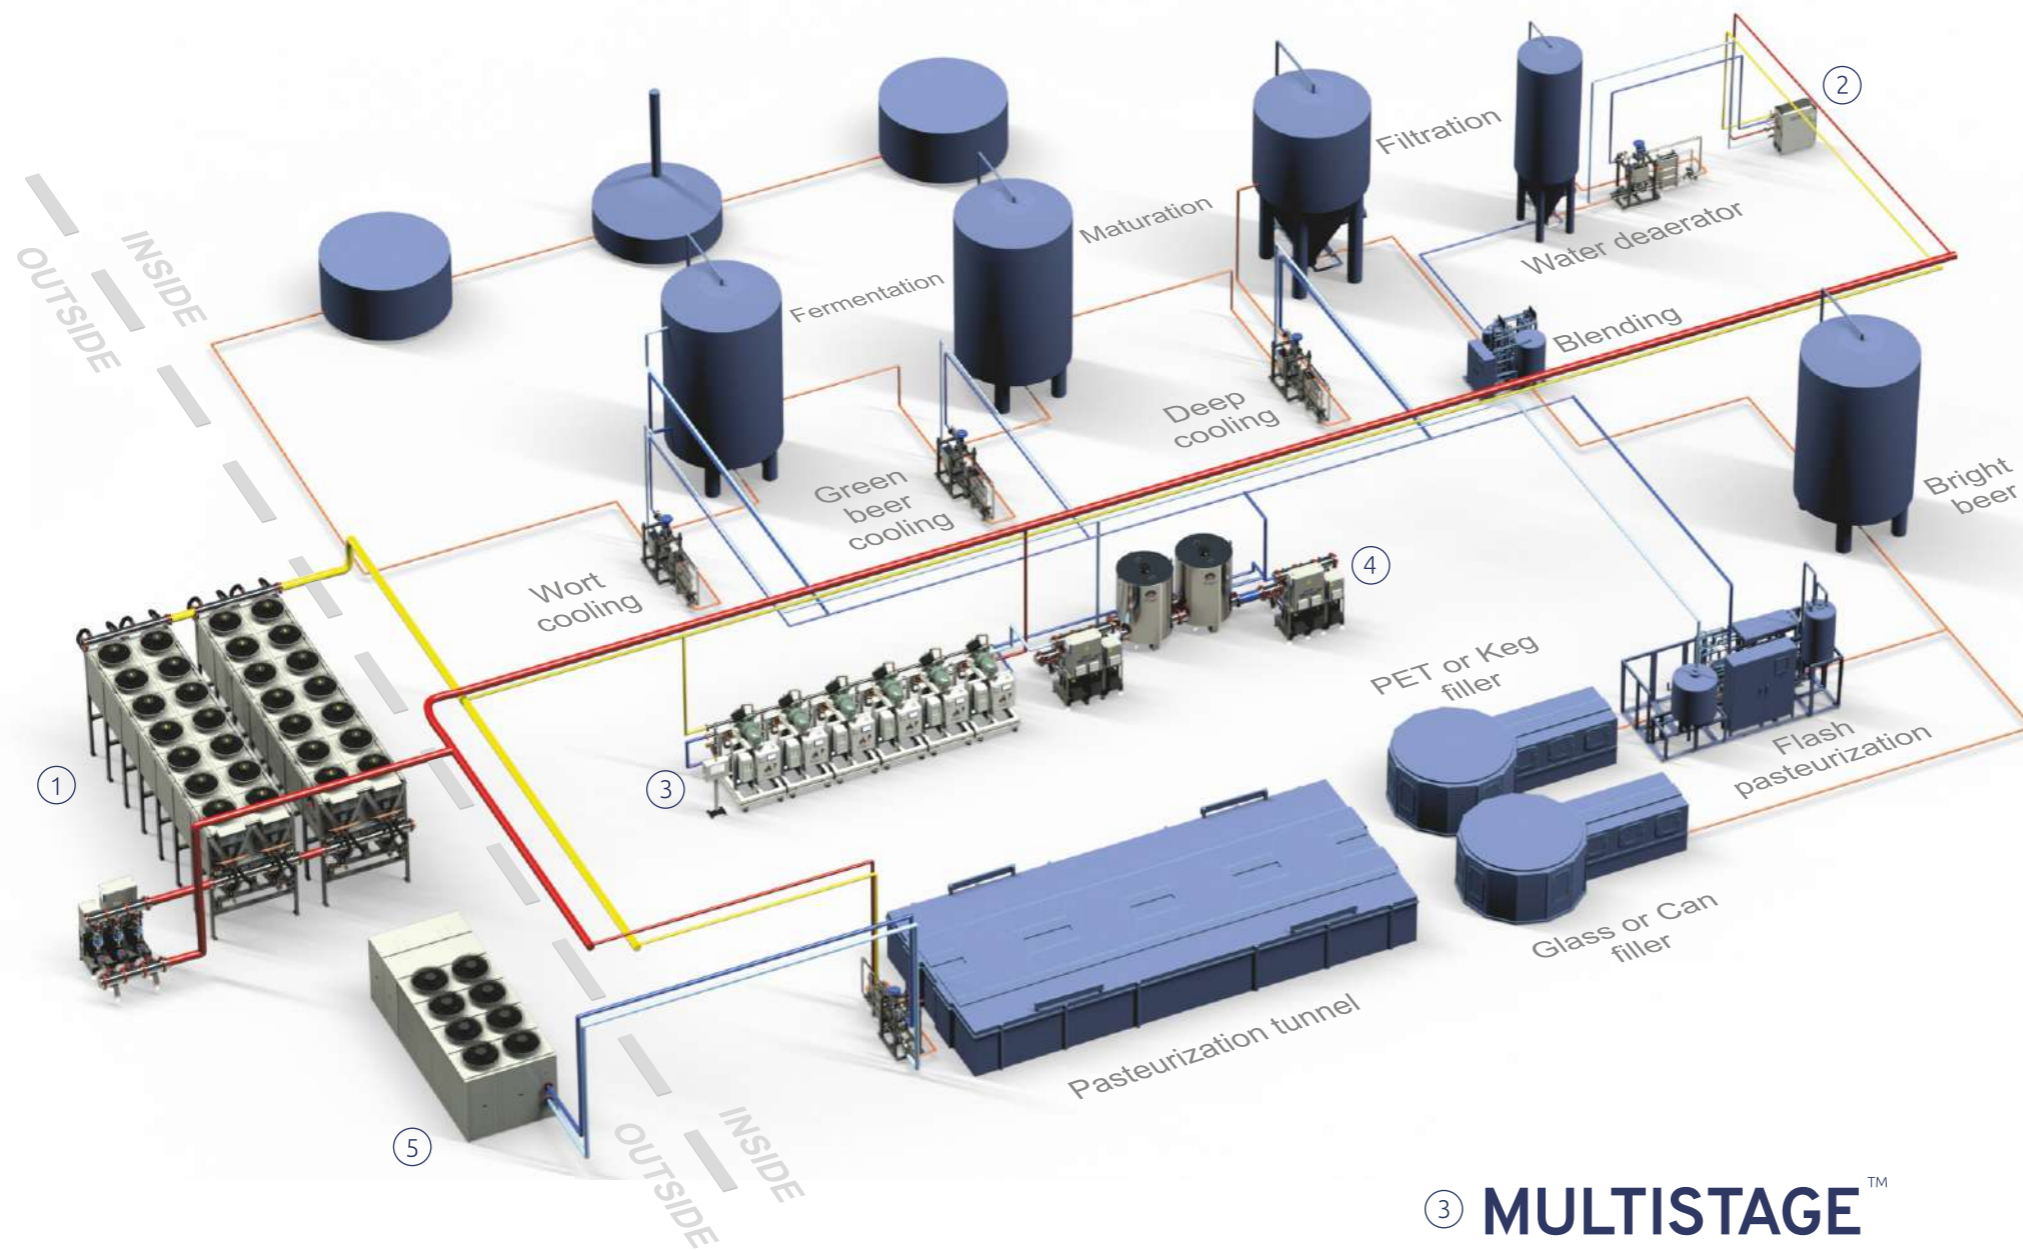 2
Filtration
Water deaerator
Maturation
INSIDE
OUTSIDE
Fermentation
Blending
Deep
cooling
Green
beer
cooling
Bright
beer
Wort
cooling
4
PET or Keg
filler
Flash
pasteurization
1
3
Glass or Can
filler
Pasteurization tunnel
5
INSIDE
OUTSIDE
3 MULTISTAGE™